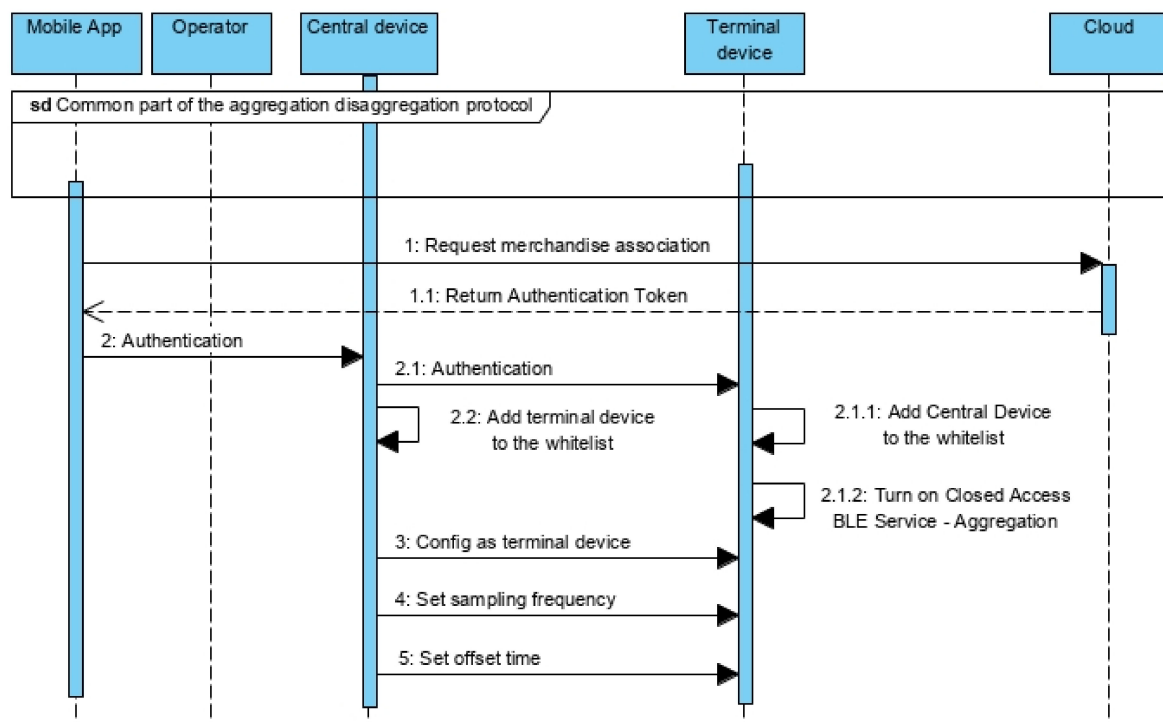 Mobile App
Operator
Central device
Terminal
device
Cloud
sd Common part of the aggregation disaggregation protocol
1: Request merchandise association
1.1: Return Authentication Token
2: Authentication
2.1: Authentication
2.2: Add terminal device
to the whitelist
2.1.1: Add Central Device
to the whitelist
2.1.2: Turn on Closed Access
BLE Service - Aggregation
3: Config as terminal device
4: Set sampling frequency
5: Set offset time